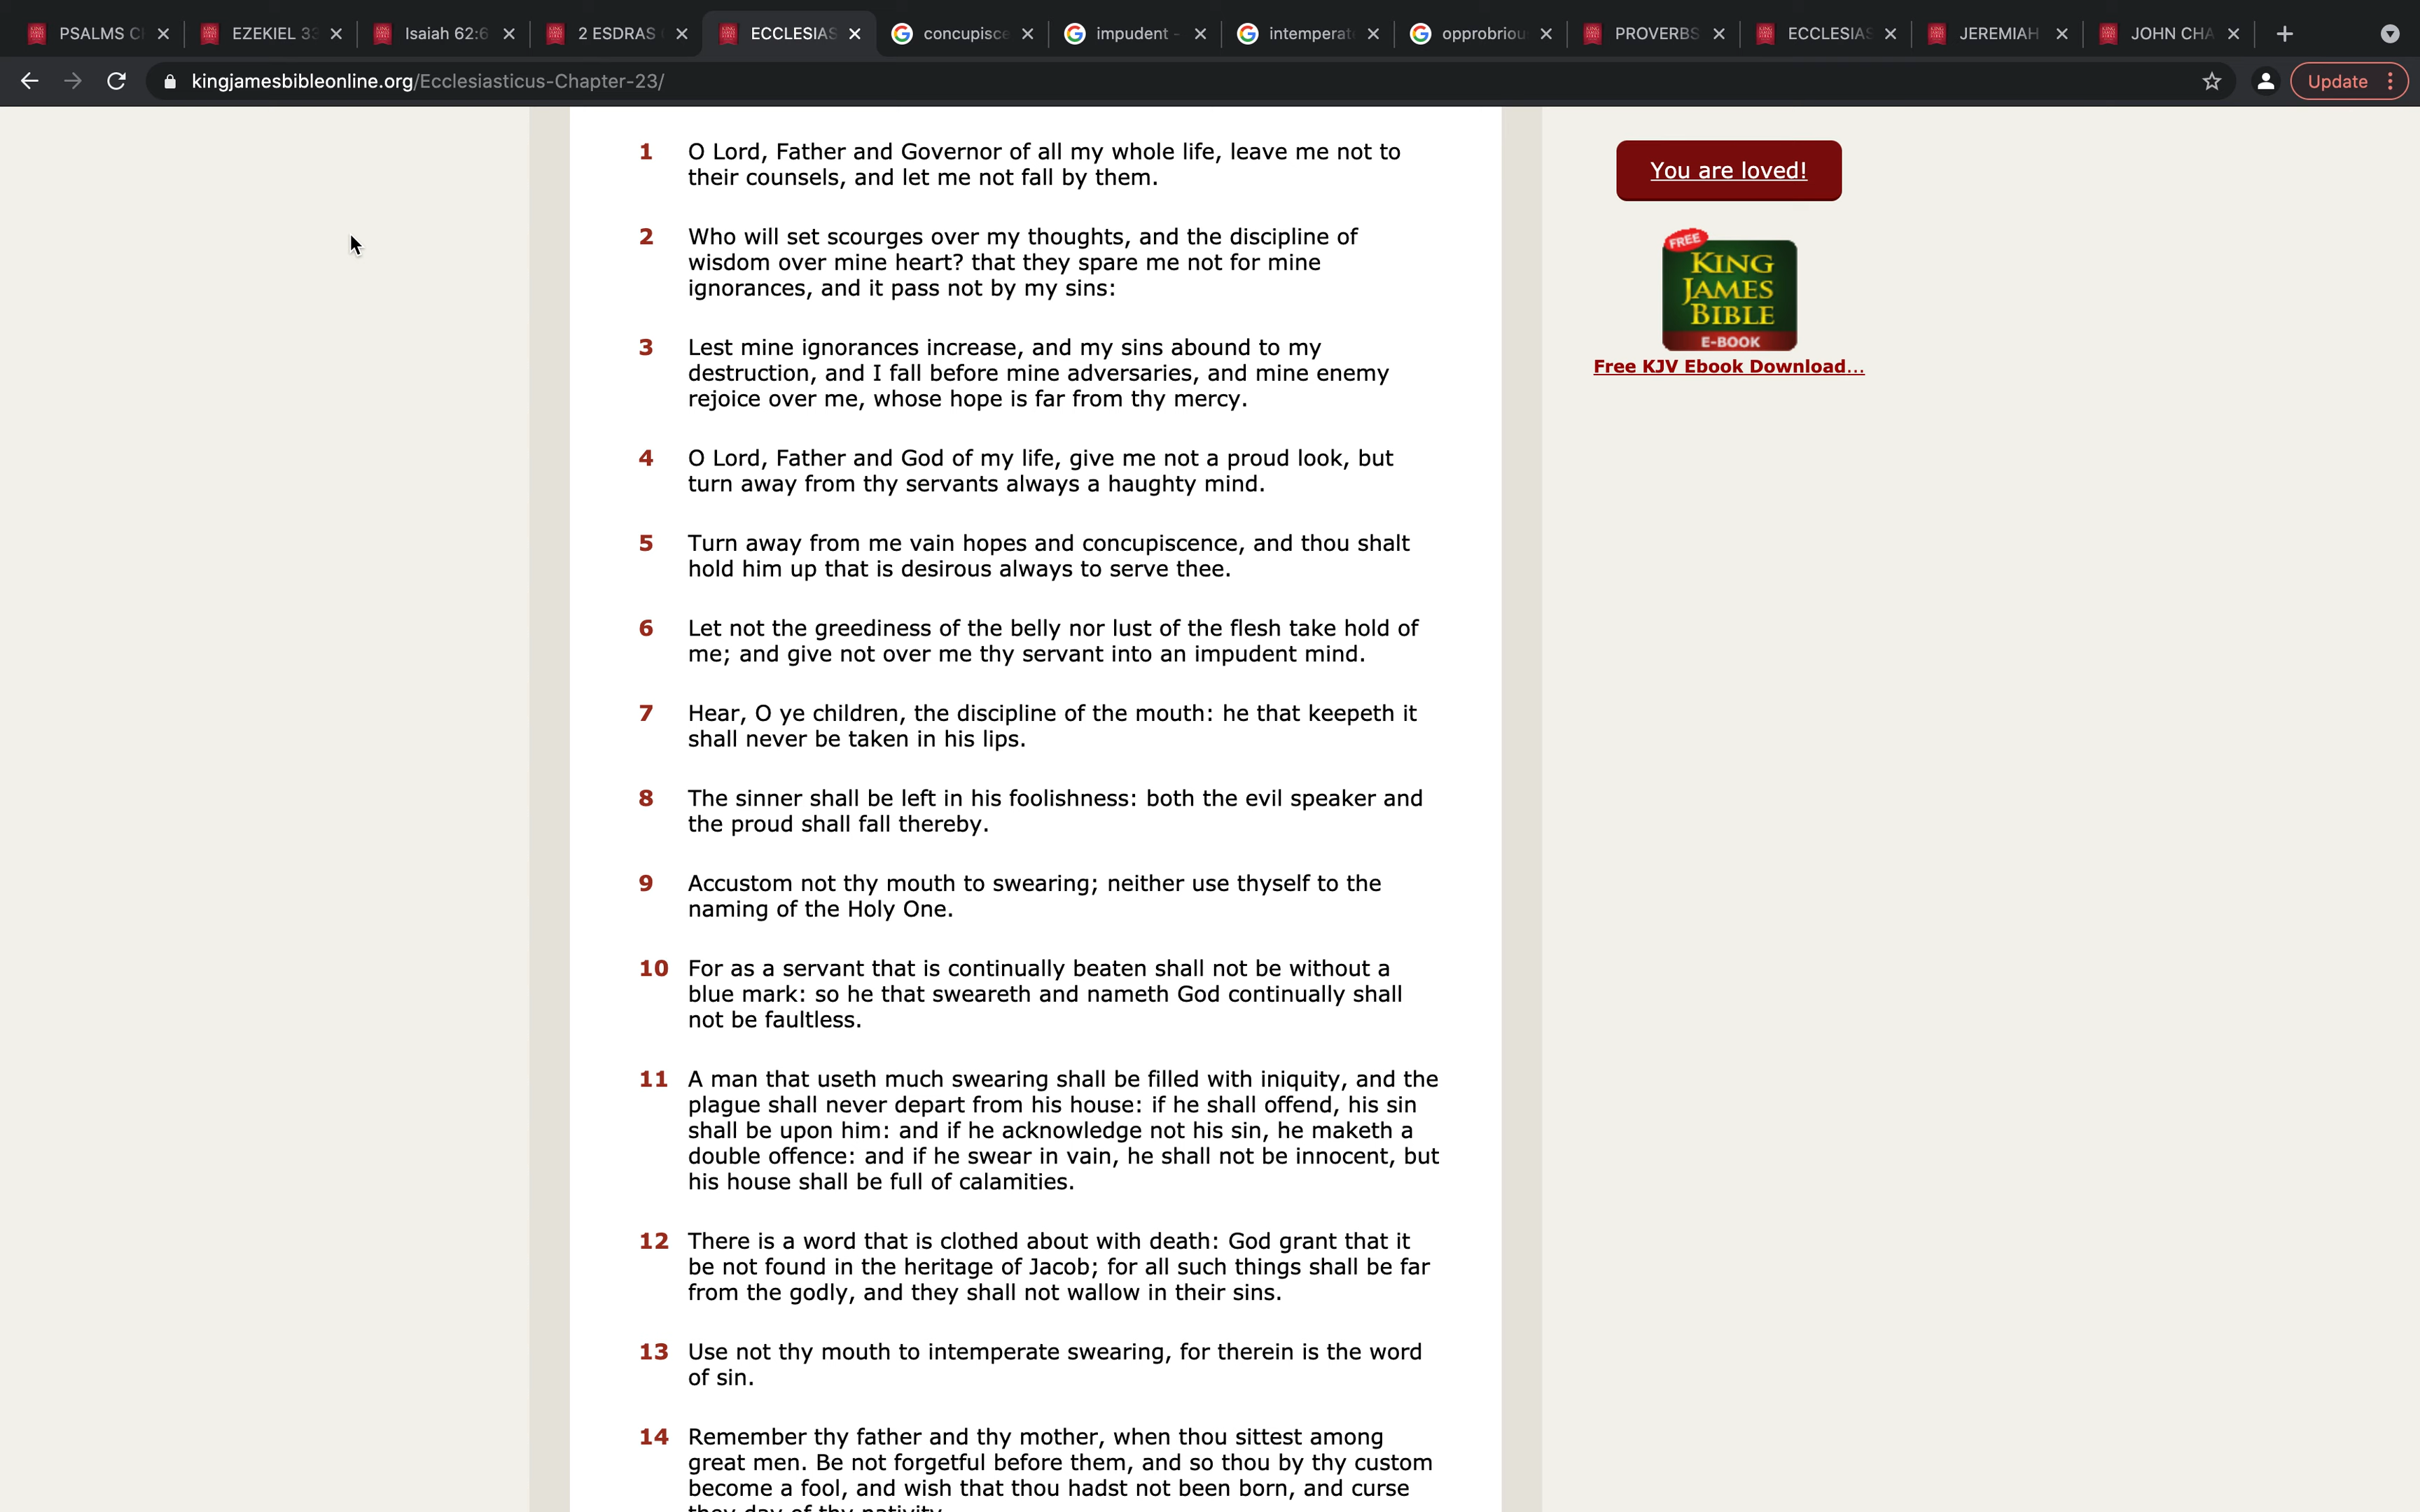 PSALMS C
EZEKIEL 33
Isaiah 62:6
2 ESDRAS
ECCLESIAS
concupisce
impudent -
intemperat
opprobriou
PROVERBS
ECCLESIAS
JEREMIAH
JOHN CHA
kingjamesbibleonline.org/Ecclesiasticus-Chapter-23/
Update
1 O Lord, Father and Governor of all my whole life, leave me not to
their counsels, and let me not fall by them.
2 Who will set scourges over my thoughts, and the discipline of
wisdom over mine heart? that they spare me not for mine
ignorances, and it pass not by my sins:
3 Lest mine ignorances increase, and my sins abound to my
destruction, and I fall before mine adversaries, and mine enemy
rejoice over me, whose hope is far from thy mercy.
4 O Lord, Father and God of my life, give me not a proud look, but
turn away from thy servants always a haughty mind.
5 Turn away from me vain hopes and concupiscence, and thou shalt
hold him up that is desirous always to serve thee.
6 Let not the greediness of the belly nor lust of the flesh take hold of
me; and give not over me thy servant into an impudent mind.
7 Hear, O ye children, the discipline of the mouth: he that keepeth it
shall never be taken in his lips.
8 The sinner shall be left in his foolishness: both the evil speaker and
the proud shall fall thereby.
9 Accustom not thy mouth to swearing; neither use thyself to the
naming of the Holy One.
10 For as a servant that is continually beaten shall not be without a
blue mark: so he that sweareth and nameth God continually shall
not be faultless.
11 A man that useth much swearing shall be filled with iniquity, and the
plague shall never depart from his house: if he shall offend, his sin
shall be upon him: and if he acknowledge not his sin, he maketh a
double offence: and if he swear in vain, he shall not be innocent, but
his house shall be full of calamities.
12 There is a word that is clothed about with death: God grant that it
be not found in the heritage of Jacob; for all such things shall be far
from the godly, and they shall not wallow in their sins.
13 Use not thy mouth to intemperate swearing, for therein is the word
of sin.
14 Remember thy father and thy mother, when thou sittest among
great men. Be not forgetful before them, and so thou by thy custom
become a fool, and wish that thou hadst not been born, and curse
they day of thy nativity.
You are loved!
FREE
KING
JAMES
BIBLE
E-BOOK
Free KJV Ebook Download...